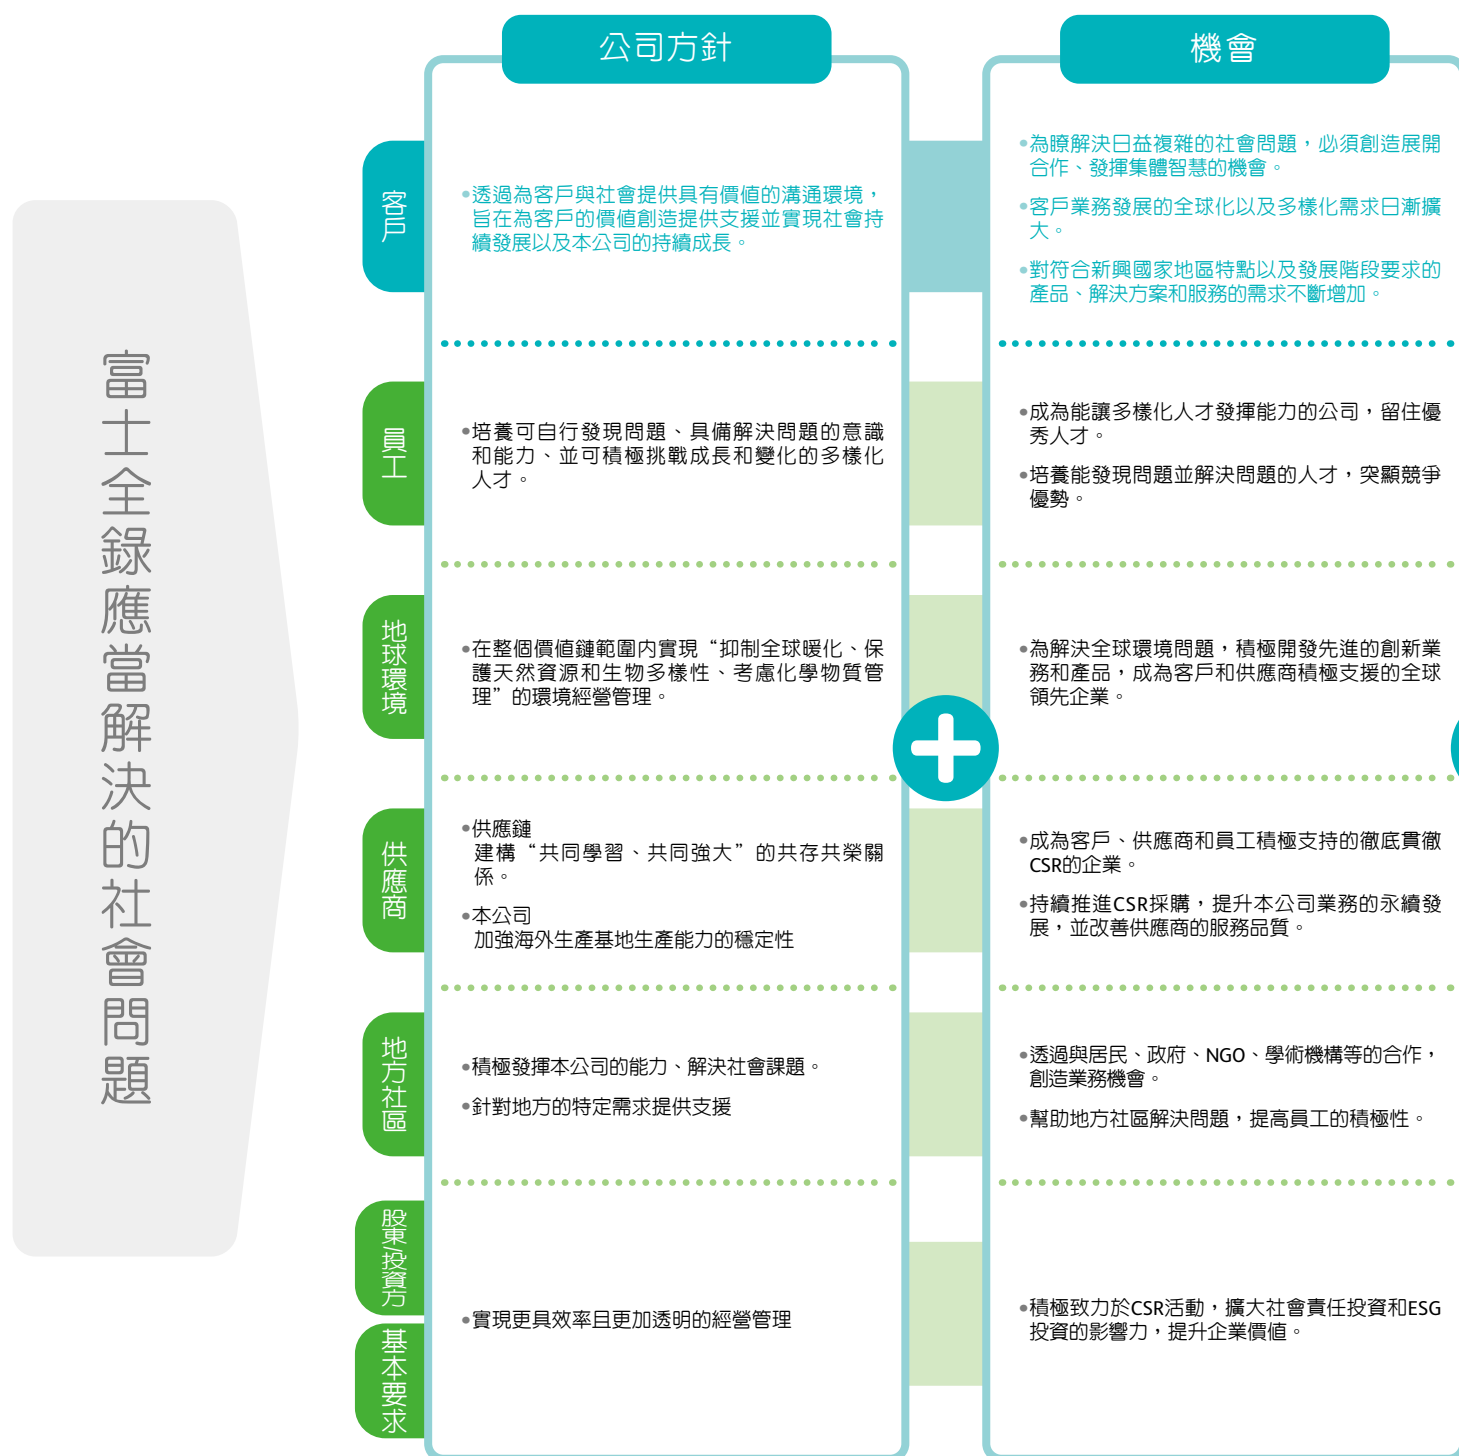 富士全錄應當解決的社會問題
公司方針
機會
客戶
•透過為客戶與社會提供具有價值的溝通環境，
旨在為客戶的價值創造提供支援並實現社會持
續發展以及本公司的持續成長。
•為瞭解決日益複雜的社會問題，必須創造展開
合作、發揮集體智慧的機會。
•客戶業務發展的全球化以及多樣化需求日漸擴
大。
•對符合新興國家地區特點以及發展階段要求的
產品、解決方案和服務的需求不斷增加。
員工
•培養可自行發現問題、具備解決問題的意識
和能力、並可積極挑戰成長和變化的多樣化
人才。
•成為能讓多樣化人才發揮能力的公司，留住優
秀人才。
•培養能發現問題並解決問題的人才，突顯競爭
優勢。
地球環境
•在整個價值鏈範圍內實現“抑制全球暖化、保
護天然資源和生物多樣性、考慮化學物質管
理”的環境經營管理。
•為解決全球環境問題，積極開發先進的創新業
務和產品，成為客戶和供應商積極支援的全球
領先企業。
供應商
•供應鏈
建構“共同學習、共同強大”的共存共榮關
係。
•本公司
加強海外生產基地生產能力的穩定性
•成為客戶、供應商和員工積極支持的徹底貫徹
CSR的企業。
•持續推進CSR採購，提升本公司業務的永續發
展，並改善供應商的服務品質。
地方社區
•積極發揮本公司的能力、解決社會課題。
•針對地方的特定需求提供支援
•透過與居民、政府、NGO、學術機構等的合作，
創造業務機會。
•幫助地方社區解決問題，提高員工的積極性。
股東/投資方
基本要求
•實現更具效率且更加透明的經營管理
•積極致力於CSR活動，擴大社會責任投資和ESG
投資的影響力，提升企業價值。